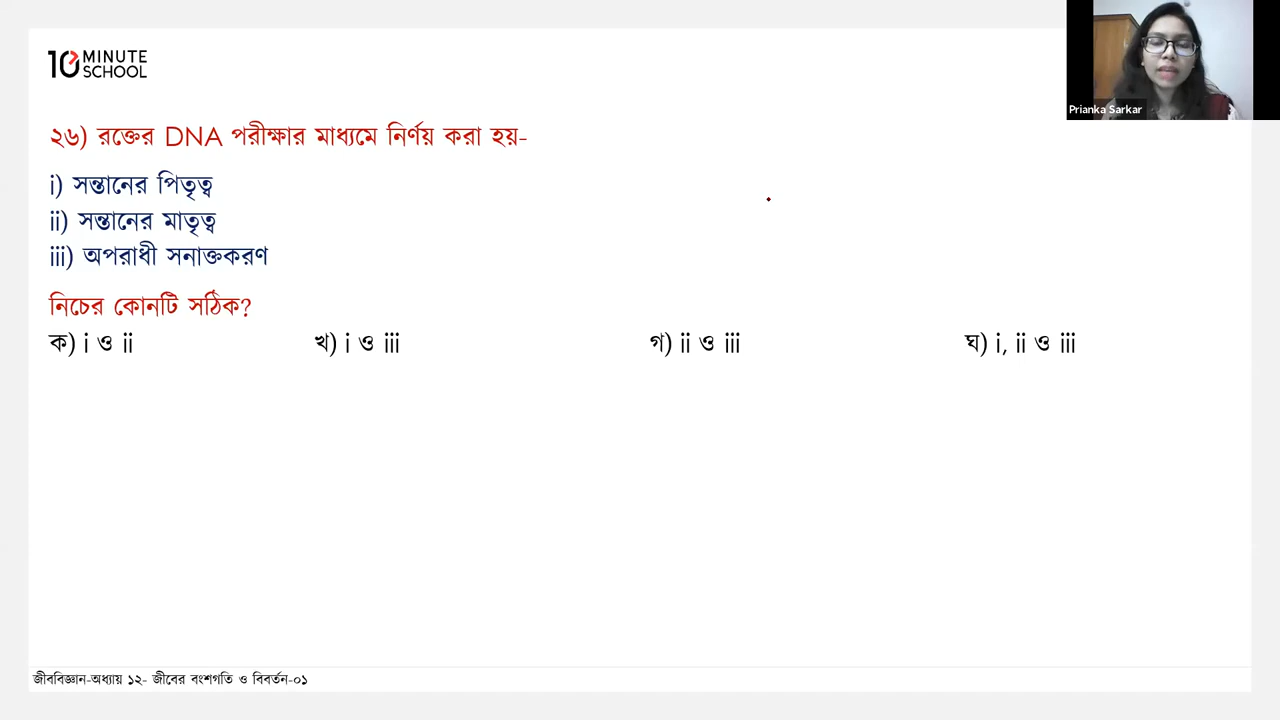 10 MINUTE SCHOOL
Prianka Sarkar
২৬) রক্তের DNA পরীক্ষার মাধ্যমে নির্ণয় করা হয়-
i) সন্তানের পিতৃত্ব
ii) সন্তানের মাতৃত্ব
iii) অপরাধী সনাক্তকরণ
নিচের কোনটি সঠিক?
ক) i ও ii খ) i ও iii গ) ii ও iii ঘ) i, ii ও iii
জীববিজ্ঞান-অধ্যায় ১২- জীবের বংশগতি ও বিবর্তন-০১